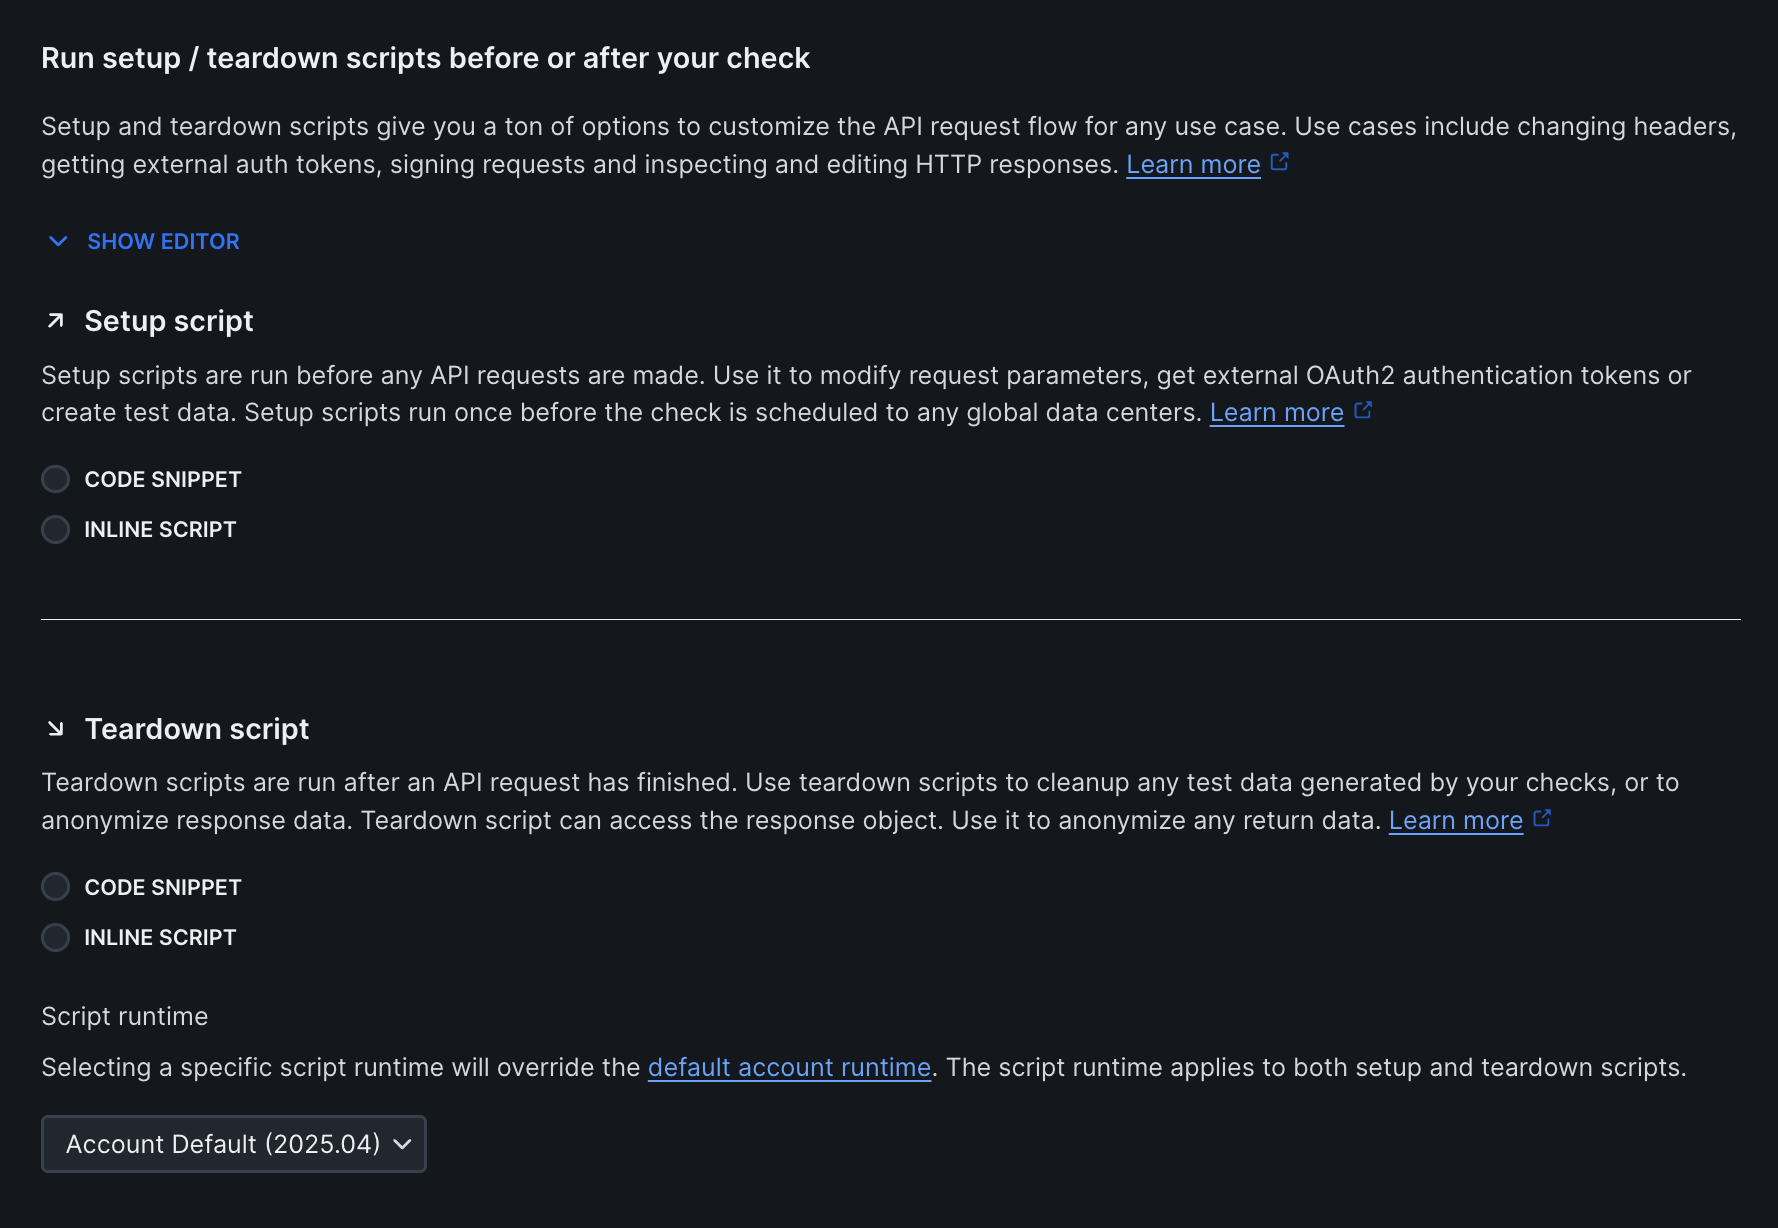 Run setup / teardown scripts before or after your check
Setup and teardown scripts give you a ton of options to customize the API request flow for any use case. Use cases include changing headers,
getting external auth tokens, signing requests and inspecting and editing HTTP responses. Learn more
SHOW EDITOR
Setup script
Setup scripts are run before any API requests are made. Use it to modify request parameters, get external OAuth2 authentication tokens or
create test data. Setup scripts run once before the check is scheduled to any global data centers. Learn more
CODE SNIPPET
INLINE SCRIPT
Teardown script
Teardown scripts are run after an API request has finished. Use teardown scripts to cleanup any test data generated by your checks, or to
anonymize response data. Teardown script can access the response object. Use it to anonymize any return data. Learn more
CODE SNIPPET
INLINE SCRIPT
Script runtime
Selecting a specific script runtime will override the default account runtime. The script runtime applies to both setup and teardown scripts.
Account Default (2025.04)